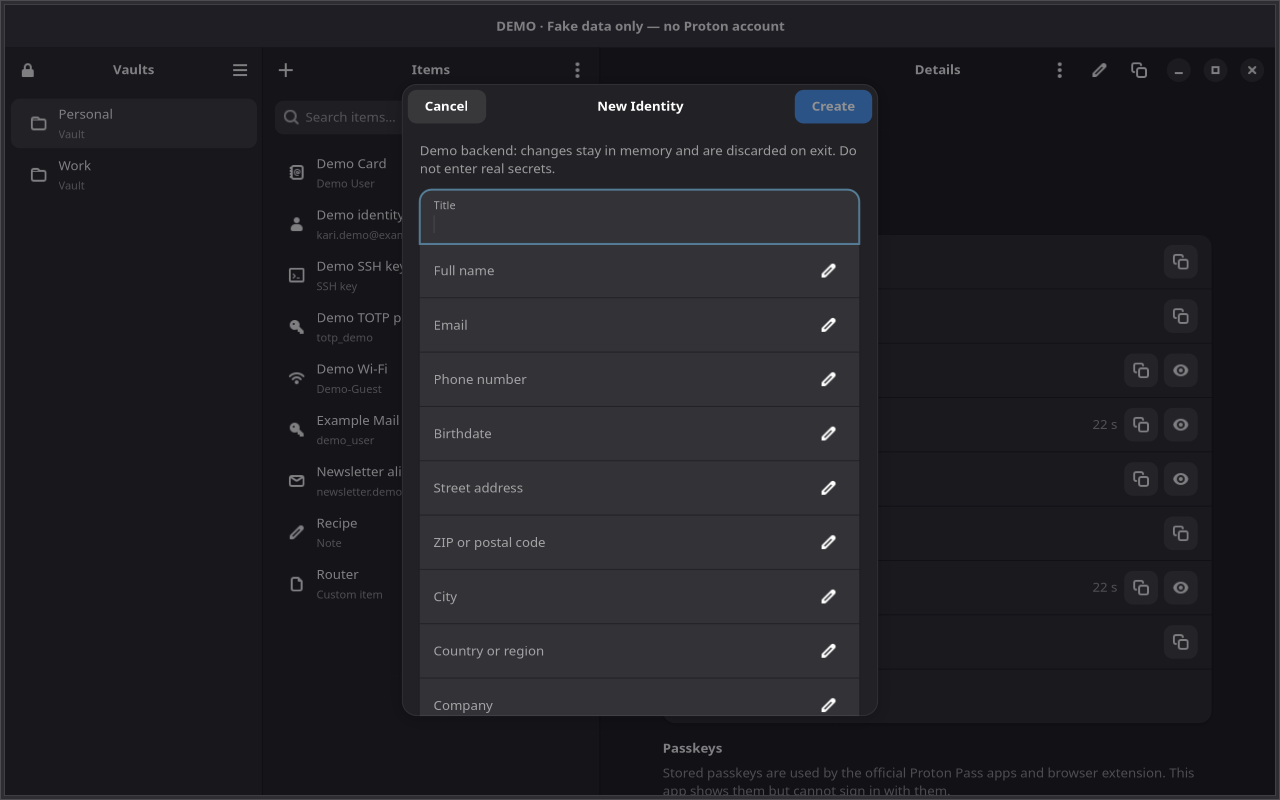 DEMO · Fake data only — no Proton account
Vaults
Items
Details
Personal
Vault
Work
Vault
Search items...
Demo Card
Demo User
Demo identity
kari.demo@exam
Demo SSH key
SSH key
Demo TOTP p
totp_demo
Demo Wi-Fi
Demo-Guest
Example Mail
demo_user
Newsletter ali
newsletter.demo
Recipe
Note
Router
Custom item
Cancel
New Identity
Create
Demo backend: changes stay in memory and are discarded on exit. Do
not enter real secrets.
Title
Full name
Email
Phone number
Birthdate
Street address
ZIP or postal code
City
Country or region
Company
22 s
22 s
Passkeys
Stored passkeys are used by the official Proton Pass apps and browser extension. This
app shows them but cannot sign in with them.